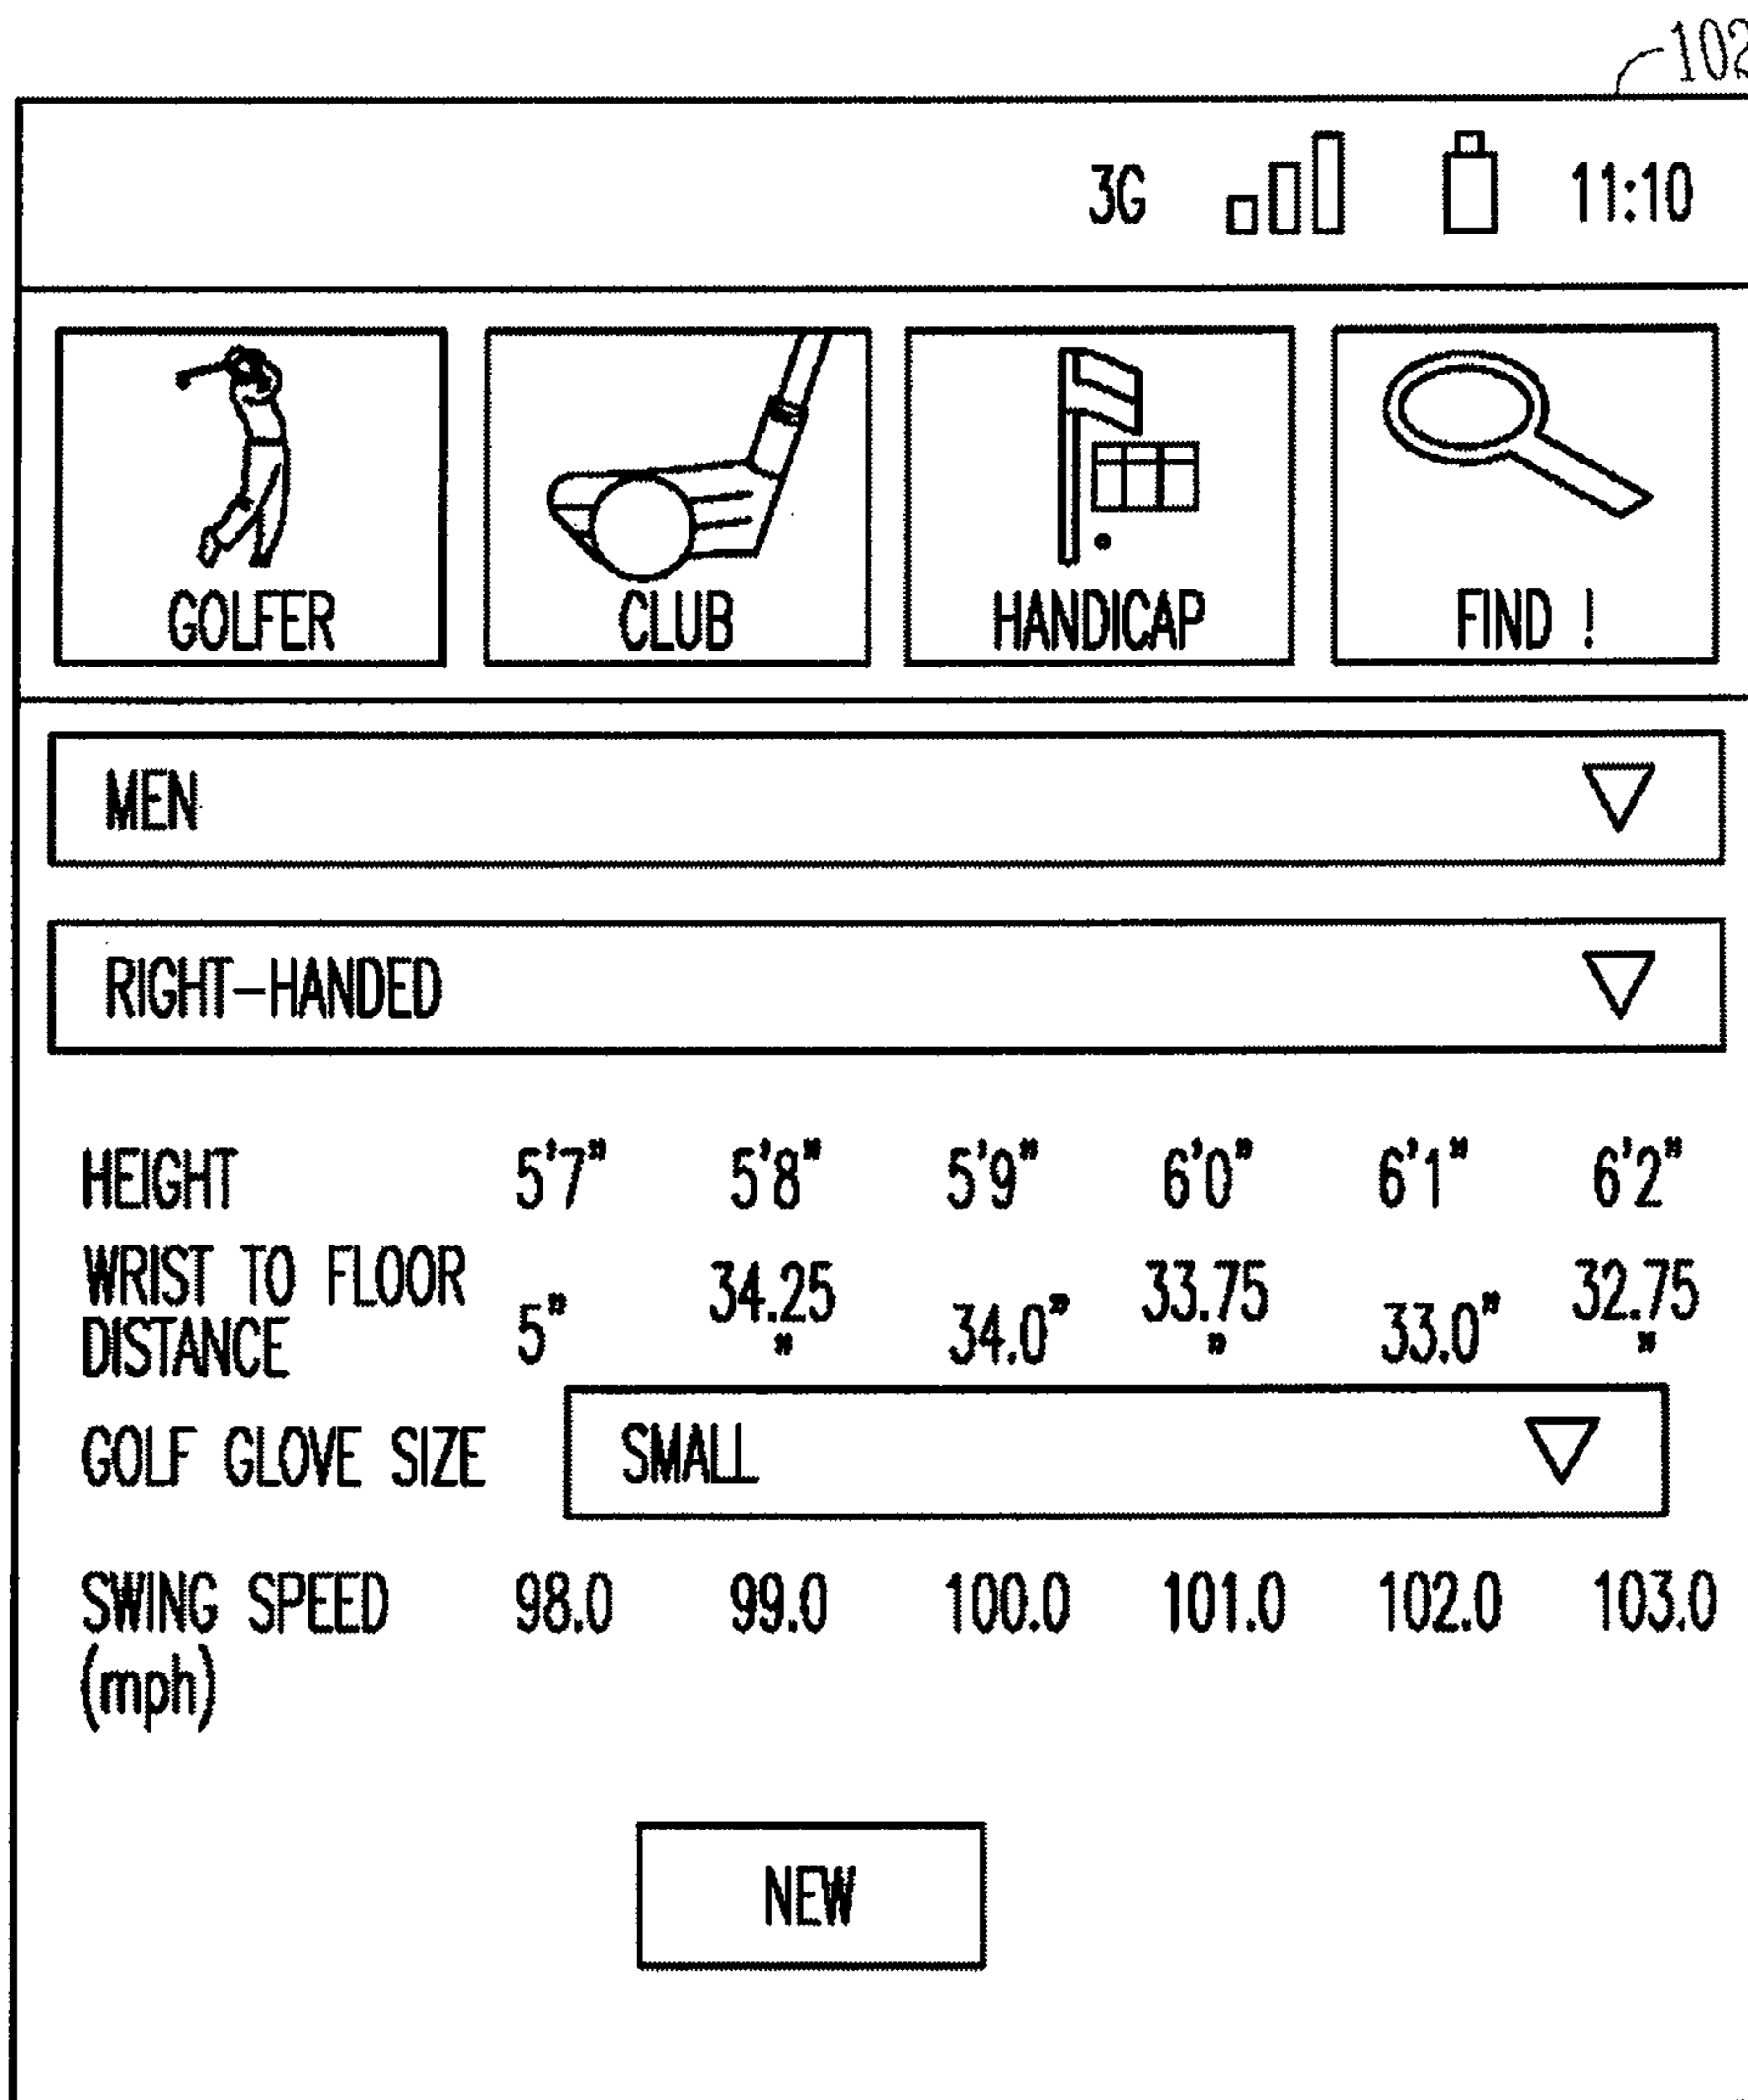 102
3G 11:10
GOLFER CLUB HANDICAP FIND !
MEN
RIGHT-HANDED
HEIGHT 5'7" 5'8" 5'9" 6'0" 6'1" 6'2"
WRIST TO FLOOR DISTANCE 5" 34.25" 34.0" 33.75" 33.0" 32.75"
GOLF GLOVE SIZE SMALL
SWING SPEED 98.0 99.0 100.0 101.0 102.0 103.0
(mph)
NEW